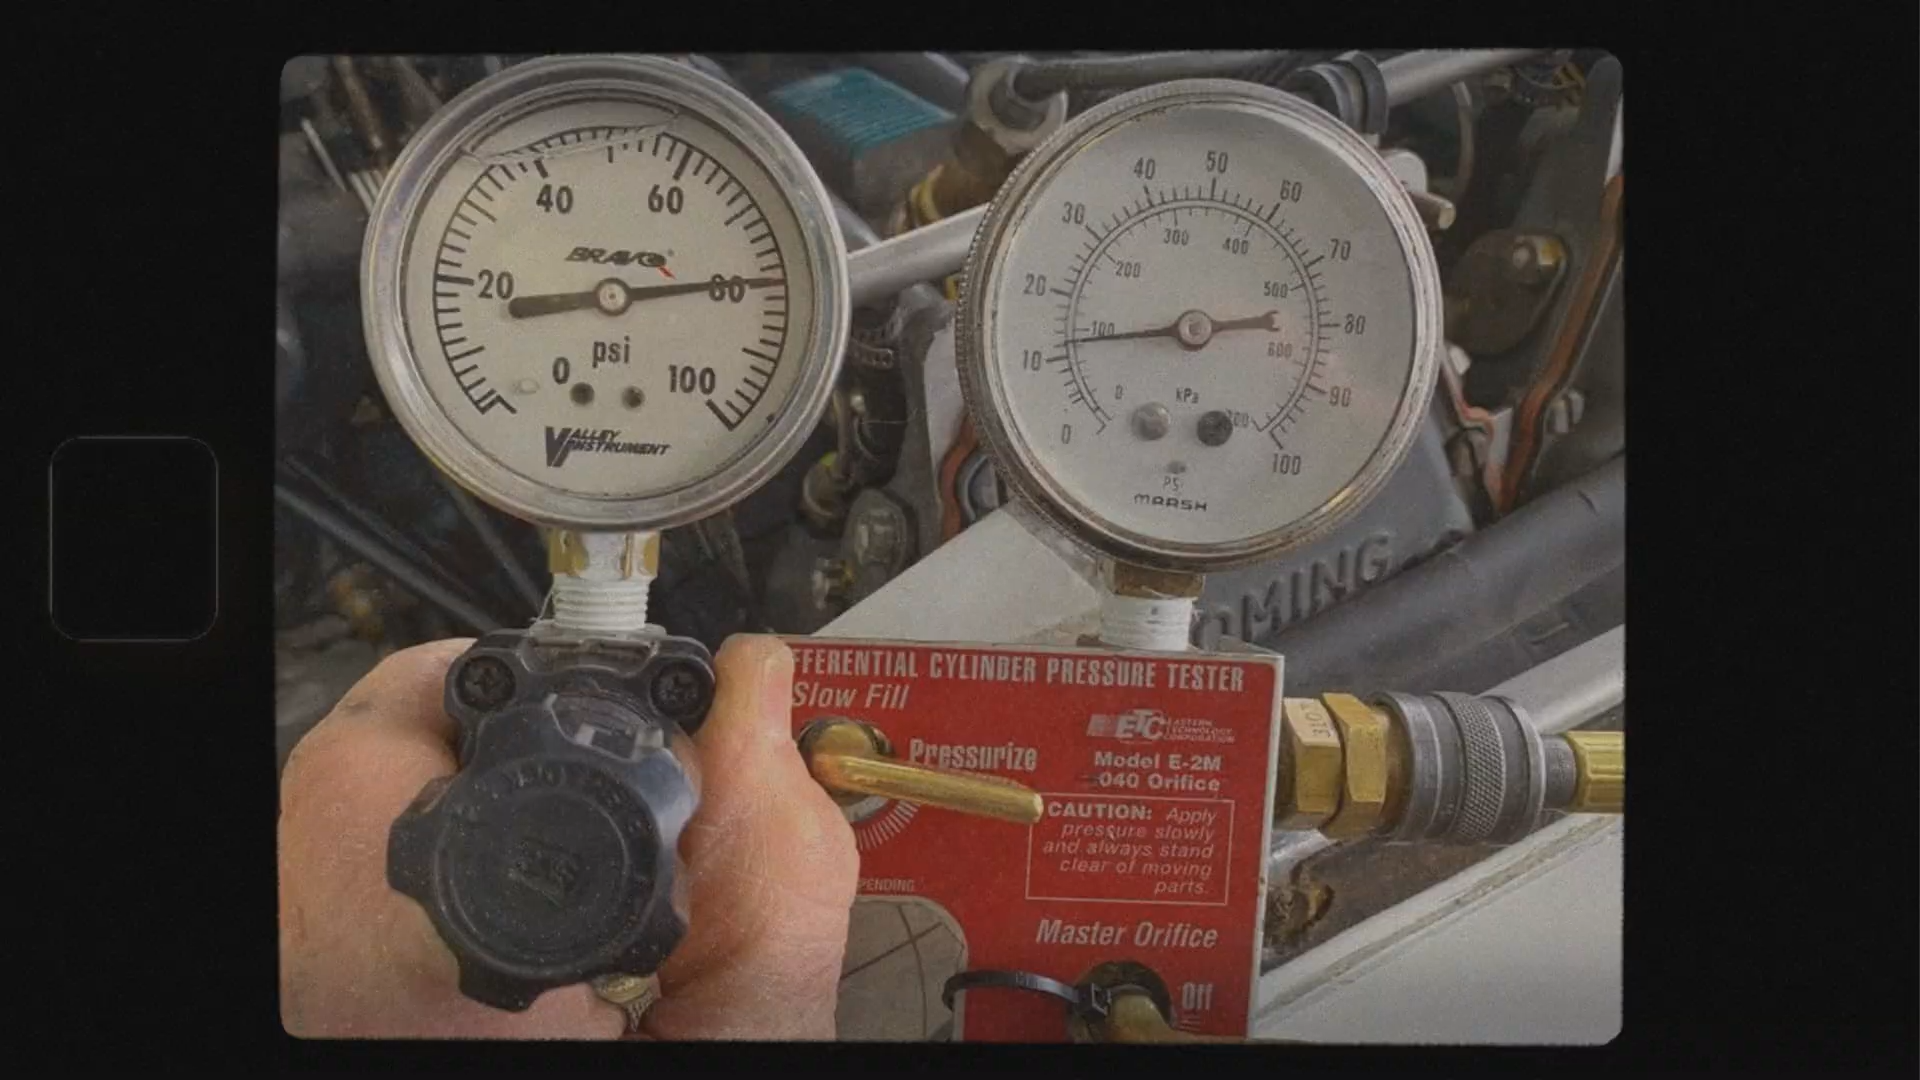 40
60
BRAVO
20
80
psi
0
100
VALLEY
INSTRUMENT
50
40
60
30
300
400
70
200
20
500
100
80
10
600
0
kPa
90
700
0
100
PSI
MARSH
OMING
FFERENTIAL CYLINDER PRESSURE TESTER
Slow Fill
ETC EASTERN
TECHNOLOGY
CORPORATION
Pressurize
Model E-2M
.040 Orifice
CAUTION: Apply
pressure slowly
and always stand
clear of moving
parts.
PENDING
Master Orifice
Off